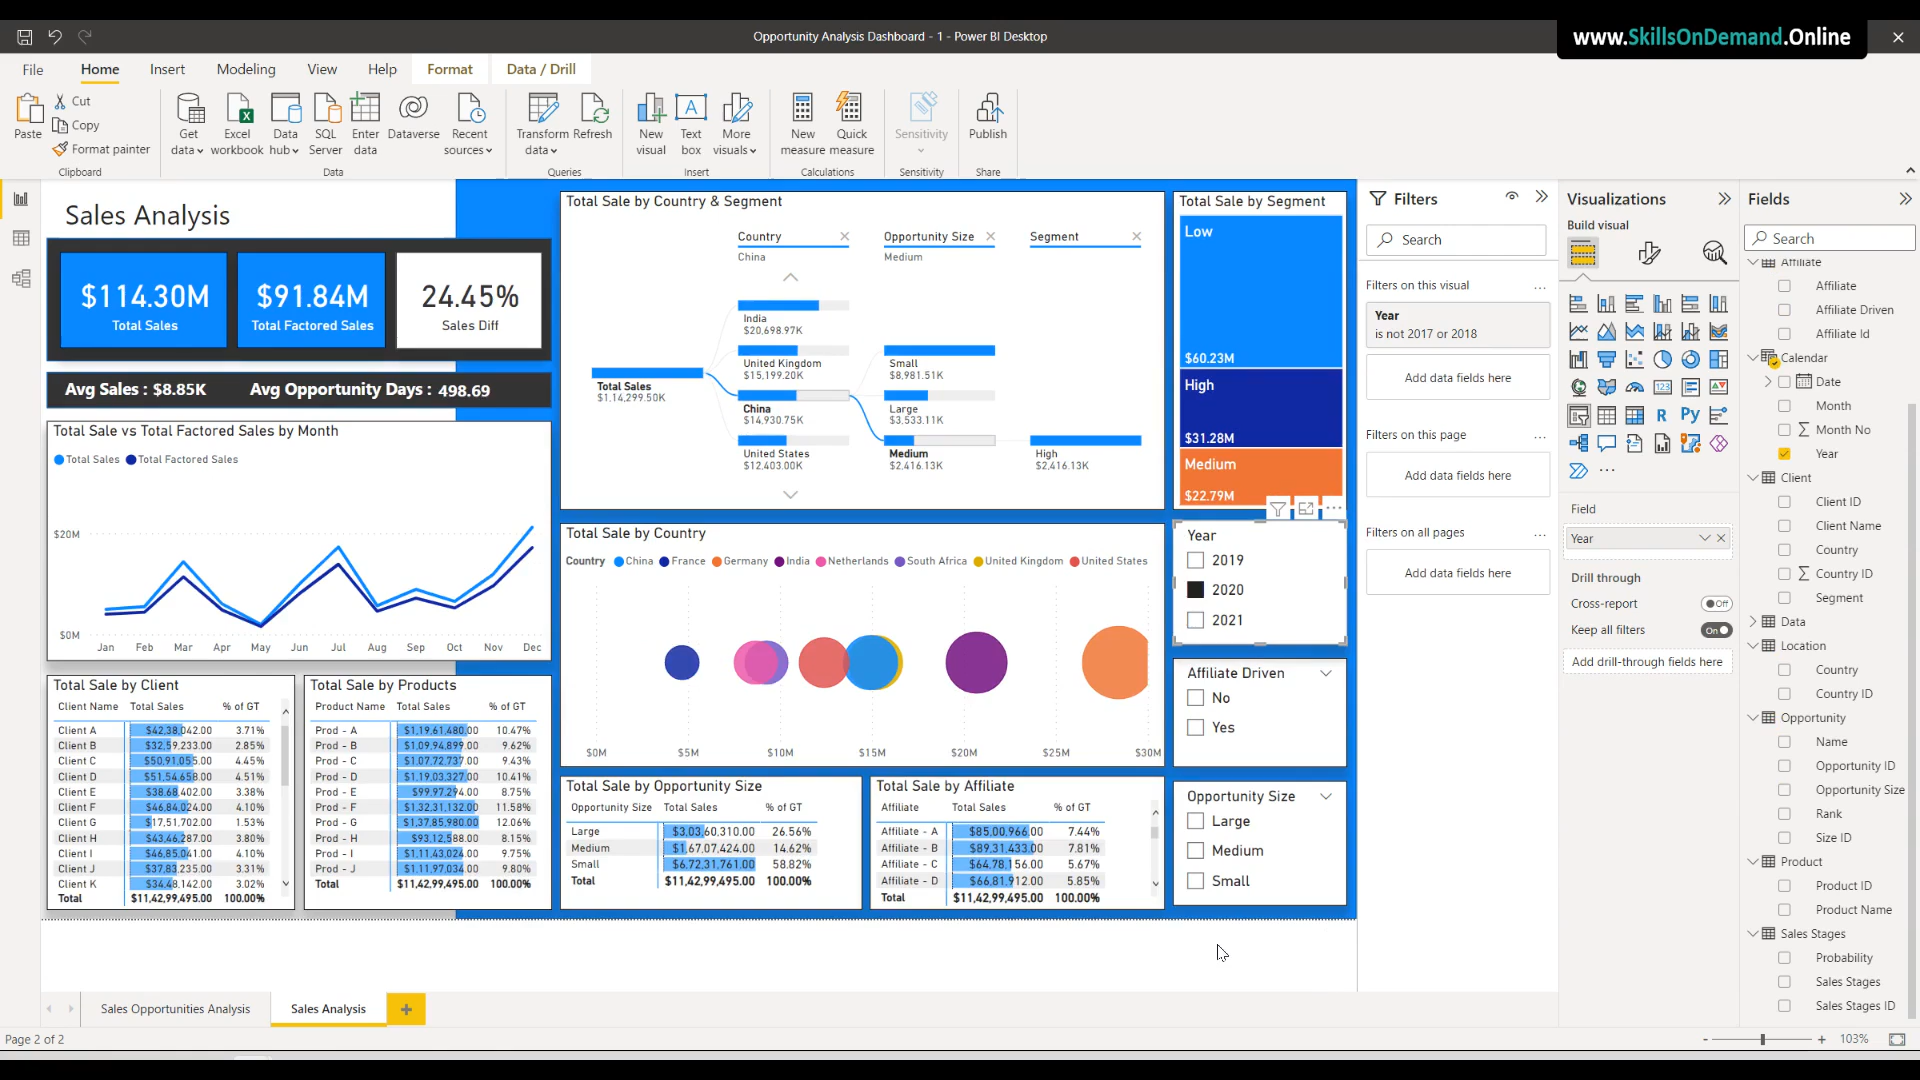 Opportunity Analysis Dashboard - 1 - Power BI Desktop
www.SkillsOnDemand.Online
File Home Insert Modeling View Help Format Data / Drill
Paste
Cut
Copy
Format painter
Clipboard
Get data
Excel workbook
Data hub
SQL Server
Enter data
Dataverse
Recent sources
Data
Transform data
Refresh
Queries
New visual
Text box
More visuals
Insert
New measure
Quick measure
Calculations
Sensitivity
Sensitivity
Publish
Share
Sales Analysis
$114.30M
Total Sales
$91.84M
Total Factored Sales
24.45%
Sales Diff
Avg Sales : $8.85K Avg Opportunity Days : 498.69
Total Sale vs Total Factored Sales by Month
Total Sales Total Factored Sales
$20M
$0M
Jan Feb Mar Apr May Jun Jul Aug Sep Oct Nov Dec
Total Sale by Client
Client Name Total Sales % of GT
Client A $42,38,042.00 3.71%
Client B $32,59,233.00 2.85%
Client C $50,91,055.00 4.45%
Client D $51,54,658.00 4.51%
Client E $38,68,402.00 3.38%
Client F $46,84,024.00 4.10%
Client G $17,51,702.00 1.53%
Client H $43,46,287.00 3.80%
Client I $46,85,041.00 4.10%
Client J $37,83,235.00 3.31%
Client K $34,48,142.00 3.02%
Total $11,42,99,495.00 100.00%
Total Sale by Products
Product Name Total Sales % of GT
Prod - A $1,19,61,480.00 10.47%
Prod - B $1,09,94,899.00 9.62%
Prod - C $1,07,72,737.00 9.43%
Prod - D $1,19,03,327.00 10.41%
Prod - E $99,97,294.00 8.75%
Prod - F $1,32,31,132.00 11.58%
Prod - G $1,37,85,980.00 12.06%
Prod - H $93,12,588.00 8.15%
Prod - I $1,11,43,024.00 9.75%
Prod - J $1,11,97,034.00 9.80%
Total $11,42,99,495.00 100.00%
Total Sale by Country & Segment
Country Opportunity Size Segment
China Medium
Total Sales
$1,14,299.50K
India
$20,698.97K
United Kingdom
$15,199.20K
China
$14,930.75K
United States
$12,403.00K
Small
$8,981.51K
Large
$3,533.11K
Medium
$2,416.13K
High
$2,416.13K
Total Sale by Country
Country China France Germany India Netherlands South Africa United Kingdom United States
$0M $5M $10M $15M $20M $25M $30M
Total Sale by Opportunity Size
Opportunity Size Total Sales % of GT
Large $3,03,60,310.00 26.56%
Medium $1,67,07,424.00 14.62%
Small $6,72,31,761.00 58.82%
Total $11,42,99,495.00 100.00%
Total Sale by Affiliate
Affiliate Total Sales % of GT
Affiliate - A $85,00,966.00 7.44%
Affiliate - B $89,31,433.00 7.81%
Affiliate - C $64,78,156.00 5.67%
Affiliate - D $66,81,912.00 5.85%
Total $11,42,99,495.00 100.00%
Total Sale by Segment
Low
$60.23M
High
$31.28M
Medium
$22.79M
Year
2019
2020
2021
Affiliate Driven
No
Yes
Opportunity Size
Large
Medium
Small
Filters
Search
Filters on this visual
Year
is not 2017 or 2018
Add data fields here
Filters on this page
Add data fields here
Filters on all pages
Add data fields here
Visualizations
Build visual
R Py
123
Field
Year
Drill through
Cross-report Off
Keep all filters On
Add drill-through fields here
Fields
Search
Affiliate
Affiliate
Affiliate Driven
Affiliate Id
Calendar
Date
Month
Month No
Year
Client
Client ID
Client Name
Country
Country ID
Segment
Data
Location
Country
Country ID
Opportunity
Name
Opportunity ID
Opportunity Size
Rank
Size ID
Product
Product ID
Product Name
Sales Stages
Probability
Sales Stages
Sales Stages ID
Sales Opportunities Analysis Sales Analysis
Page 2 of 2
103%